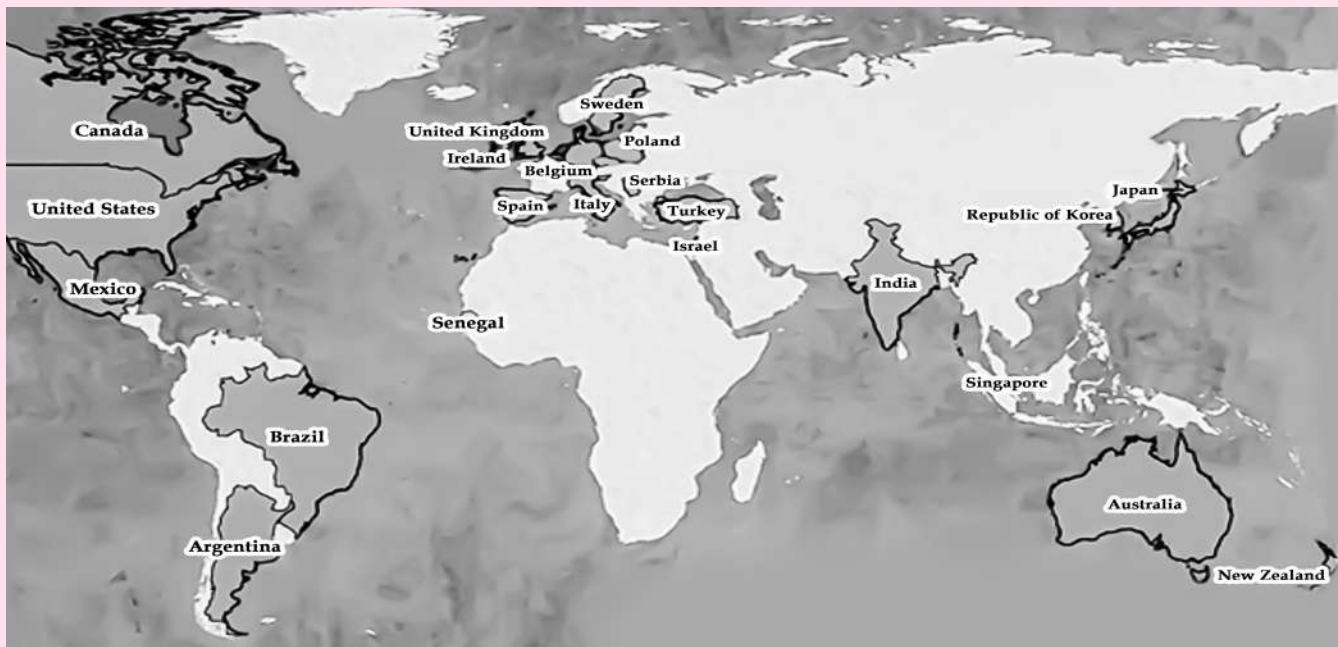 Sweden
Canada
United Kingdom
Poland
Ireland
Belgium
Serbia
Japan
United States
Spain
Italy
Turkey
Republic of Korea
Israel
Mexico
India
Senegal
Singapore
Brazil
Australia
Argentina
New Zealand